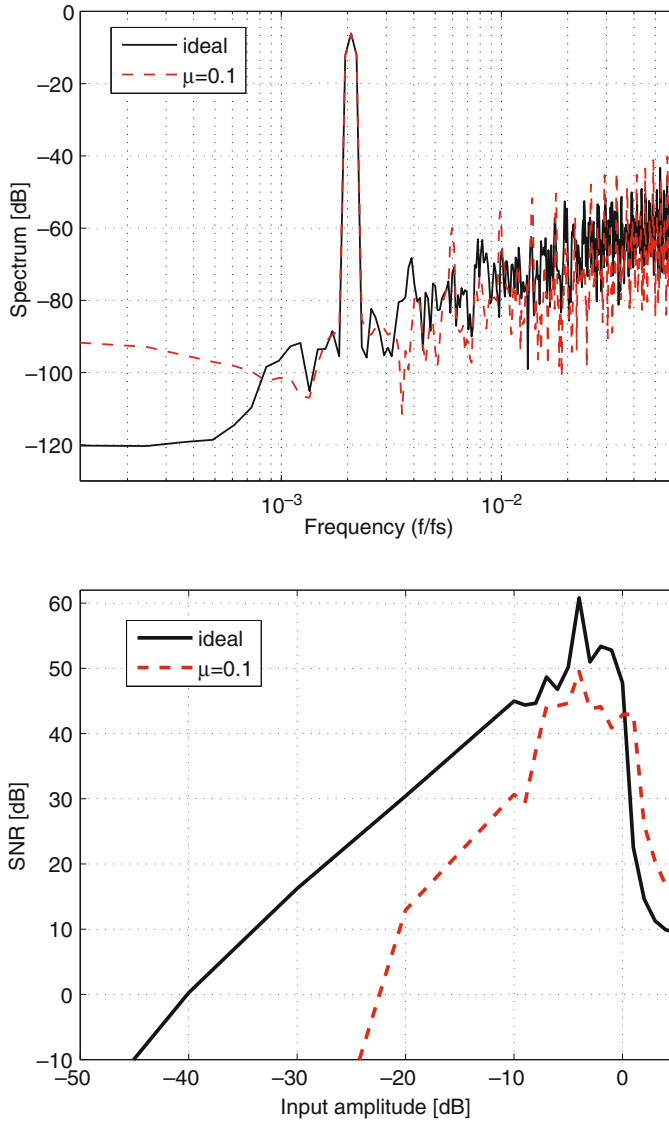 0
ideal
μ=0.1
−20
−40
Spectrum [dB]
−60
−80
−100
−120
10⁻³
10⁻²
Frequency (f/fs)
60
ideal
50
μ=0.1
40
30
SNR [dB]
20
10
0
−10
−50
−40
−30
−20
−10
0
Input amplitude [dB]